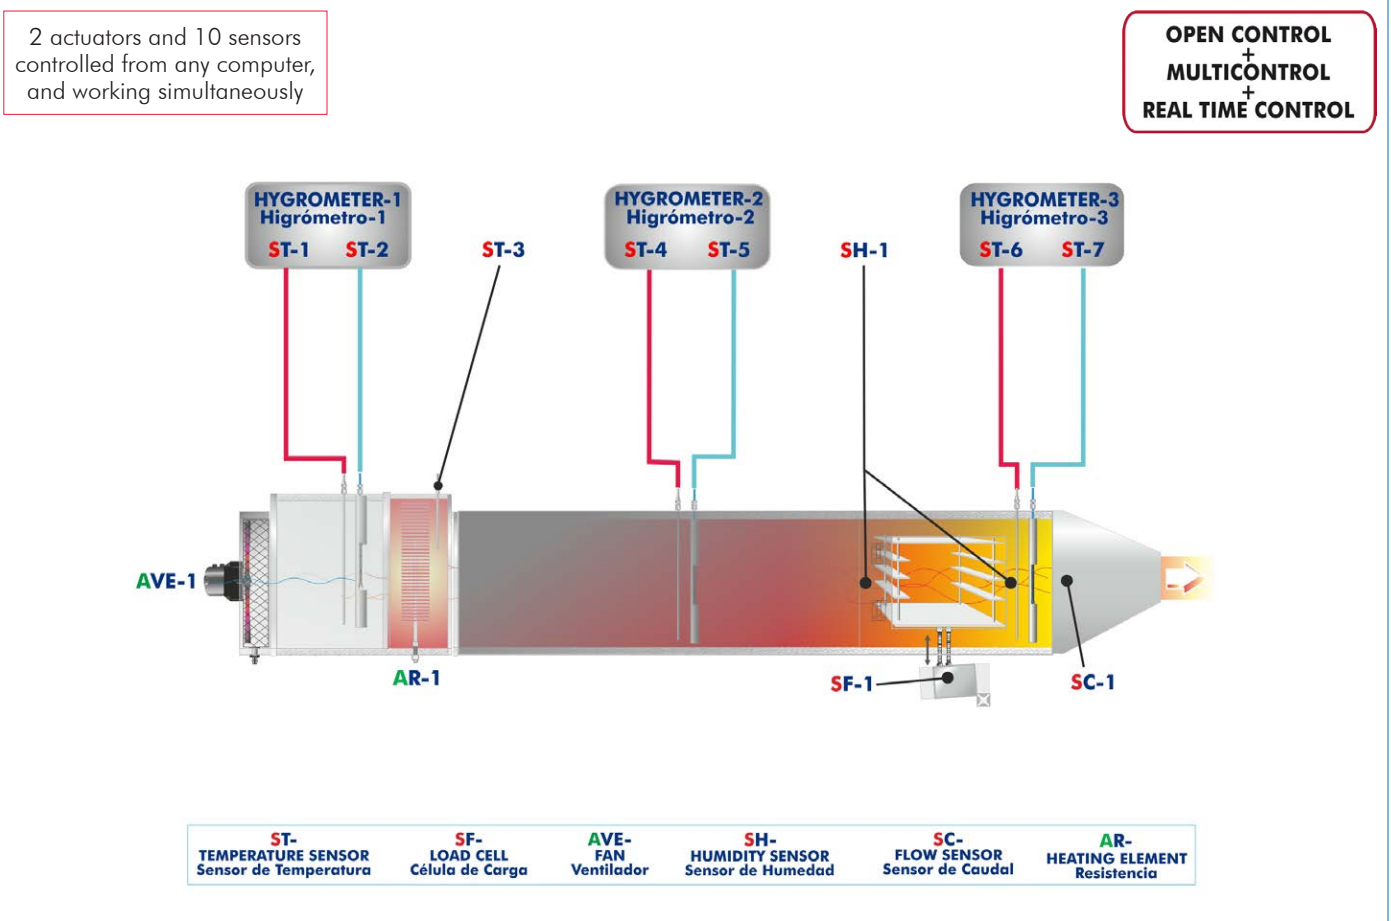 2 actuators and 10 sensors
controlled from any computer,
and working simultaneously
OPEN CONTROL
+
MULTICONTROL
+
REAL TIME CONTROL
HYGROMETER-1
Higrómetro-1
ST-1 ST-2
ST-3
HYGROMETER-2
Higrómetro-2
ST-4 ST-5
SH-1
HYGROMETER-3
Higrómetro-3
ST-6 ST-7
AVE-1
AR-1
SF-1
SC-1
ST-
TEMPERATURE SENSOR
Sensor de Temperatura
SF-
LOAD CELL
Célula de Carga
AVE-
FAN
Ventilador
SH-
HUMIDITY SENSOR
Sensor de Humedad
SC-
FLOW SENSOR
Sensor de Caudal
AR-
HEATING ELEMENT
Resistencia